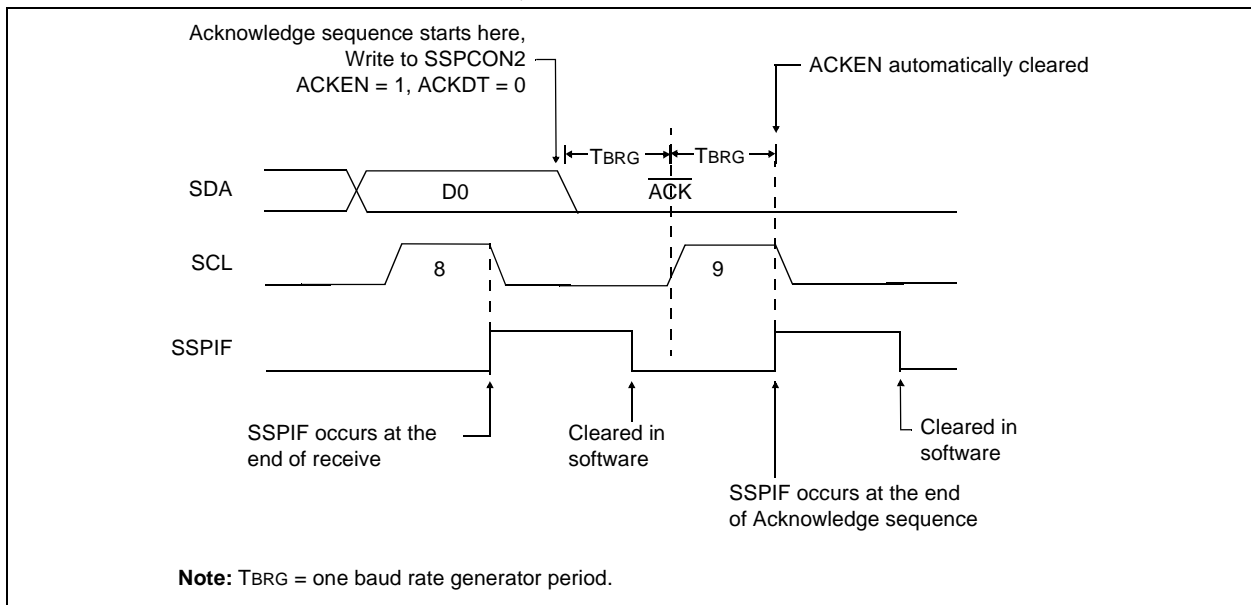 Acknowledge sequence starts here,
Write to SSPCON2
ACKEN = 1, ACKDT = 0
ACKEN automatically cleared
TBRG
TBRG
SDA
D0
ACK
SCL
8
9
SSPIF
SSPIF occurs at the
end of receive
Cleared in
software
SSPIF occurs at the end
of Acknowledge sequence
Cleared in
software
Note: TBRG = one baud rate generator period.